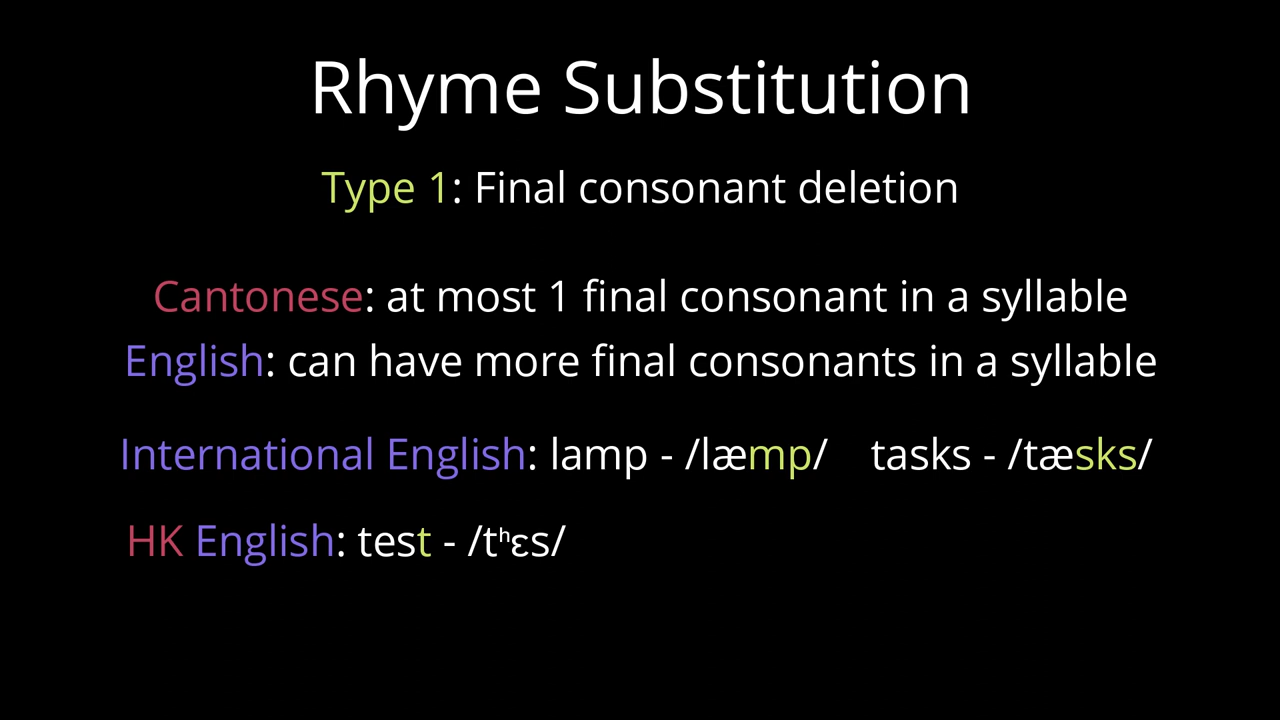 Rhyme Substitution
Type 1: Final consonant deletion
Cantonese: at most 1 final consonant in a syllable
English: can have more final consonants in a syllable
International English: lamp - /læmp/ tasks - /tæsks/
HK English: test - /tʰɛs/